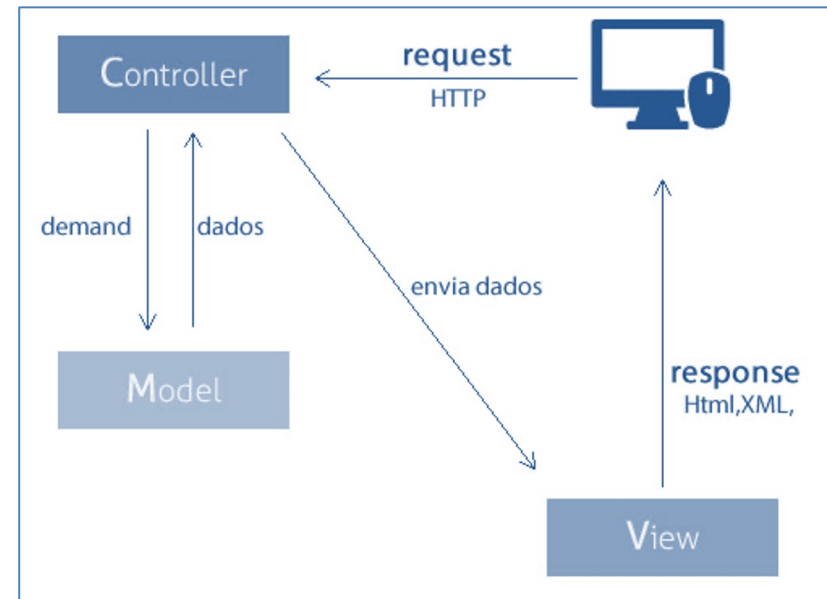 Controller
request
HTTP
demand
dados
envia dados
Model
response
Html,XML,
View